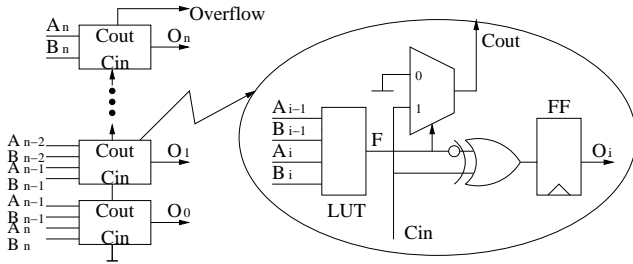 Overflow
A n
B n
Cout
Cin
O n
A n-2
B n-2
A n-1
B n-1
Cout
Cin
O 1
A n-1
B n-1
A n
B n
Cout
Cin
O 0
0
1
Cout
A i-1
B i-1
A i
B i
LUT
F
Cin
FF
O i